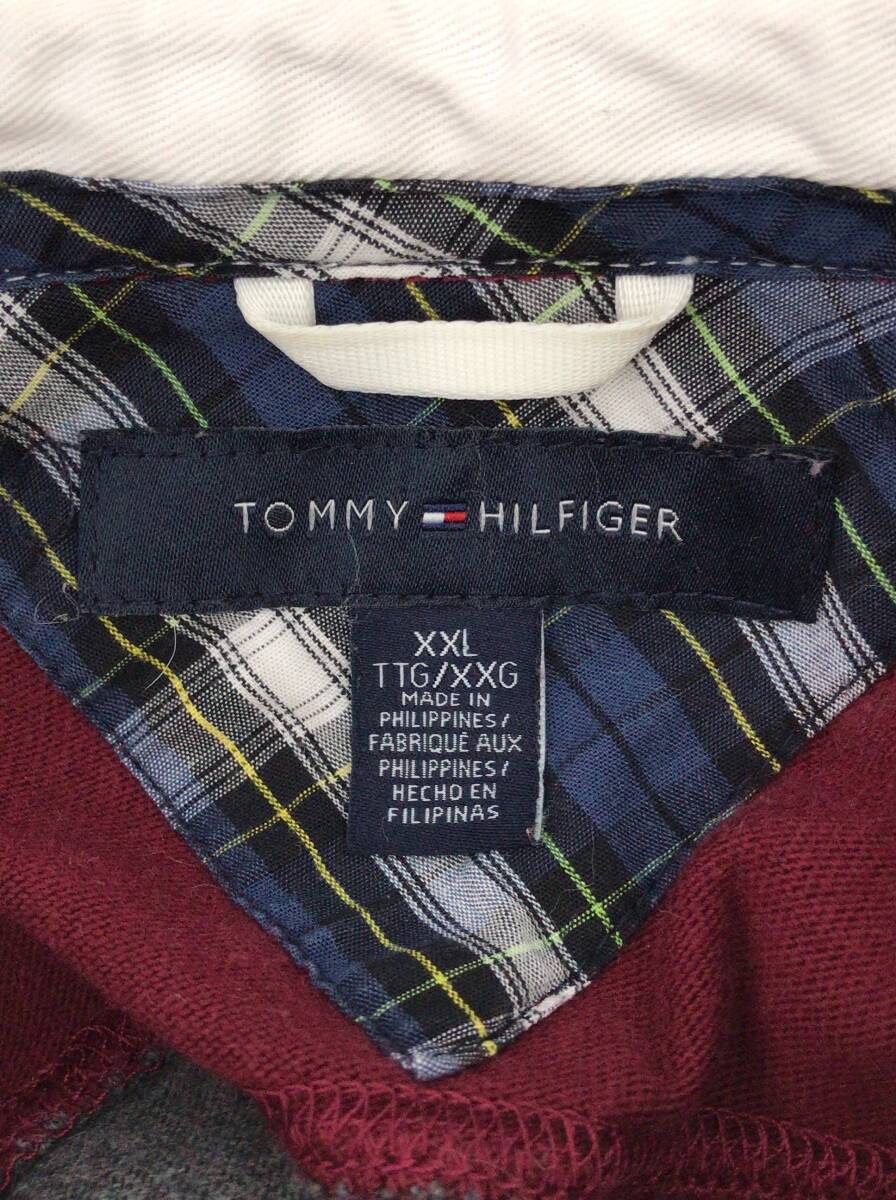 TOMMY HILFIGER
XXL
TTG/XXG
MADE IN
PHILIPPINES/
FABRIQUÉ AUX
PHILIPPINES/
HECHO EN
FILIPINAS